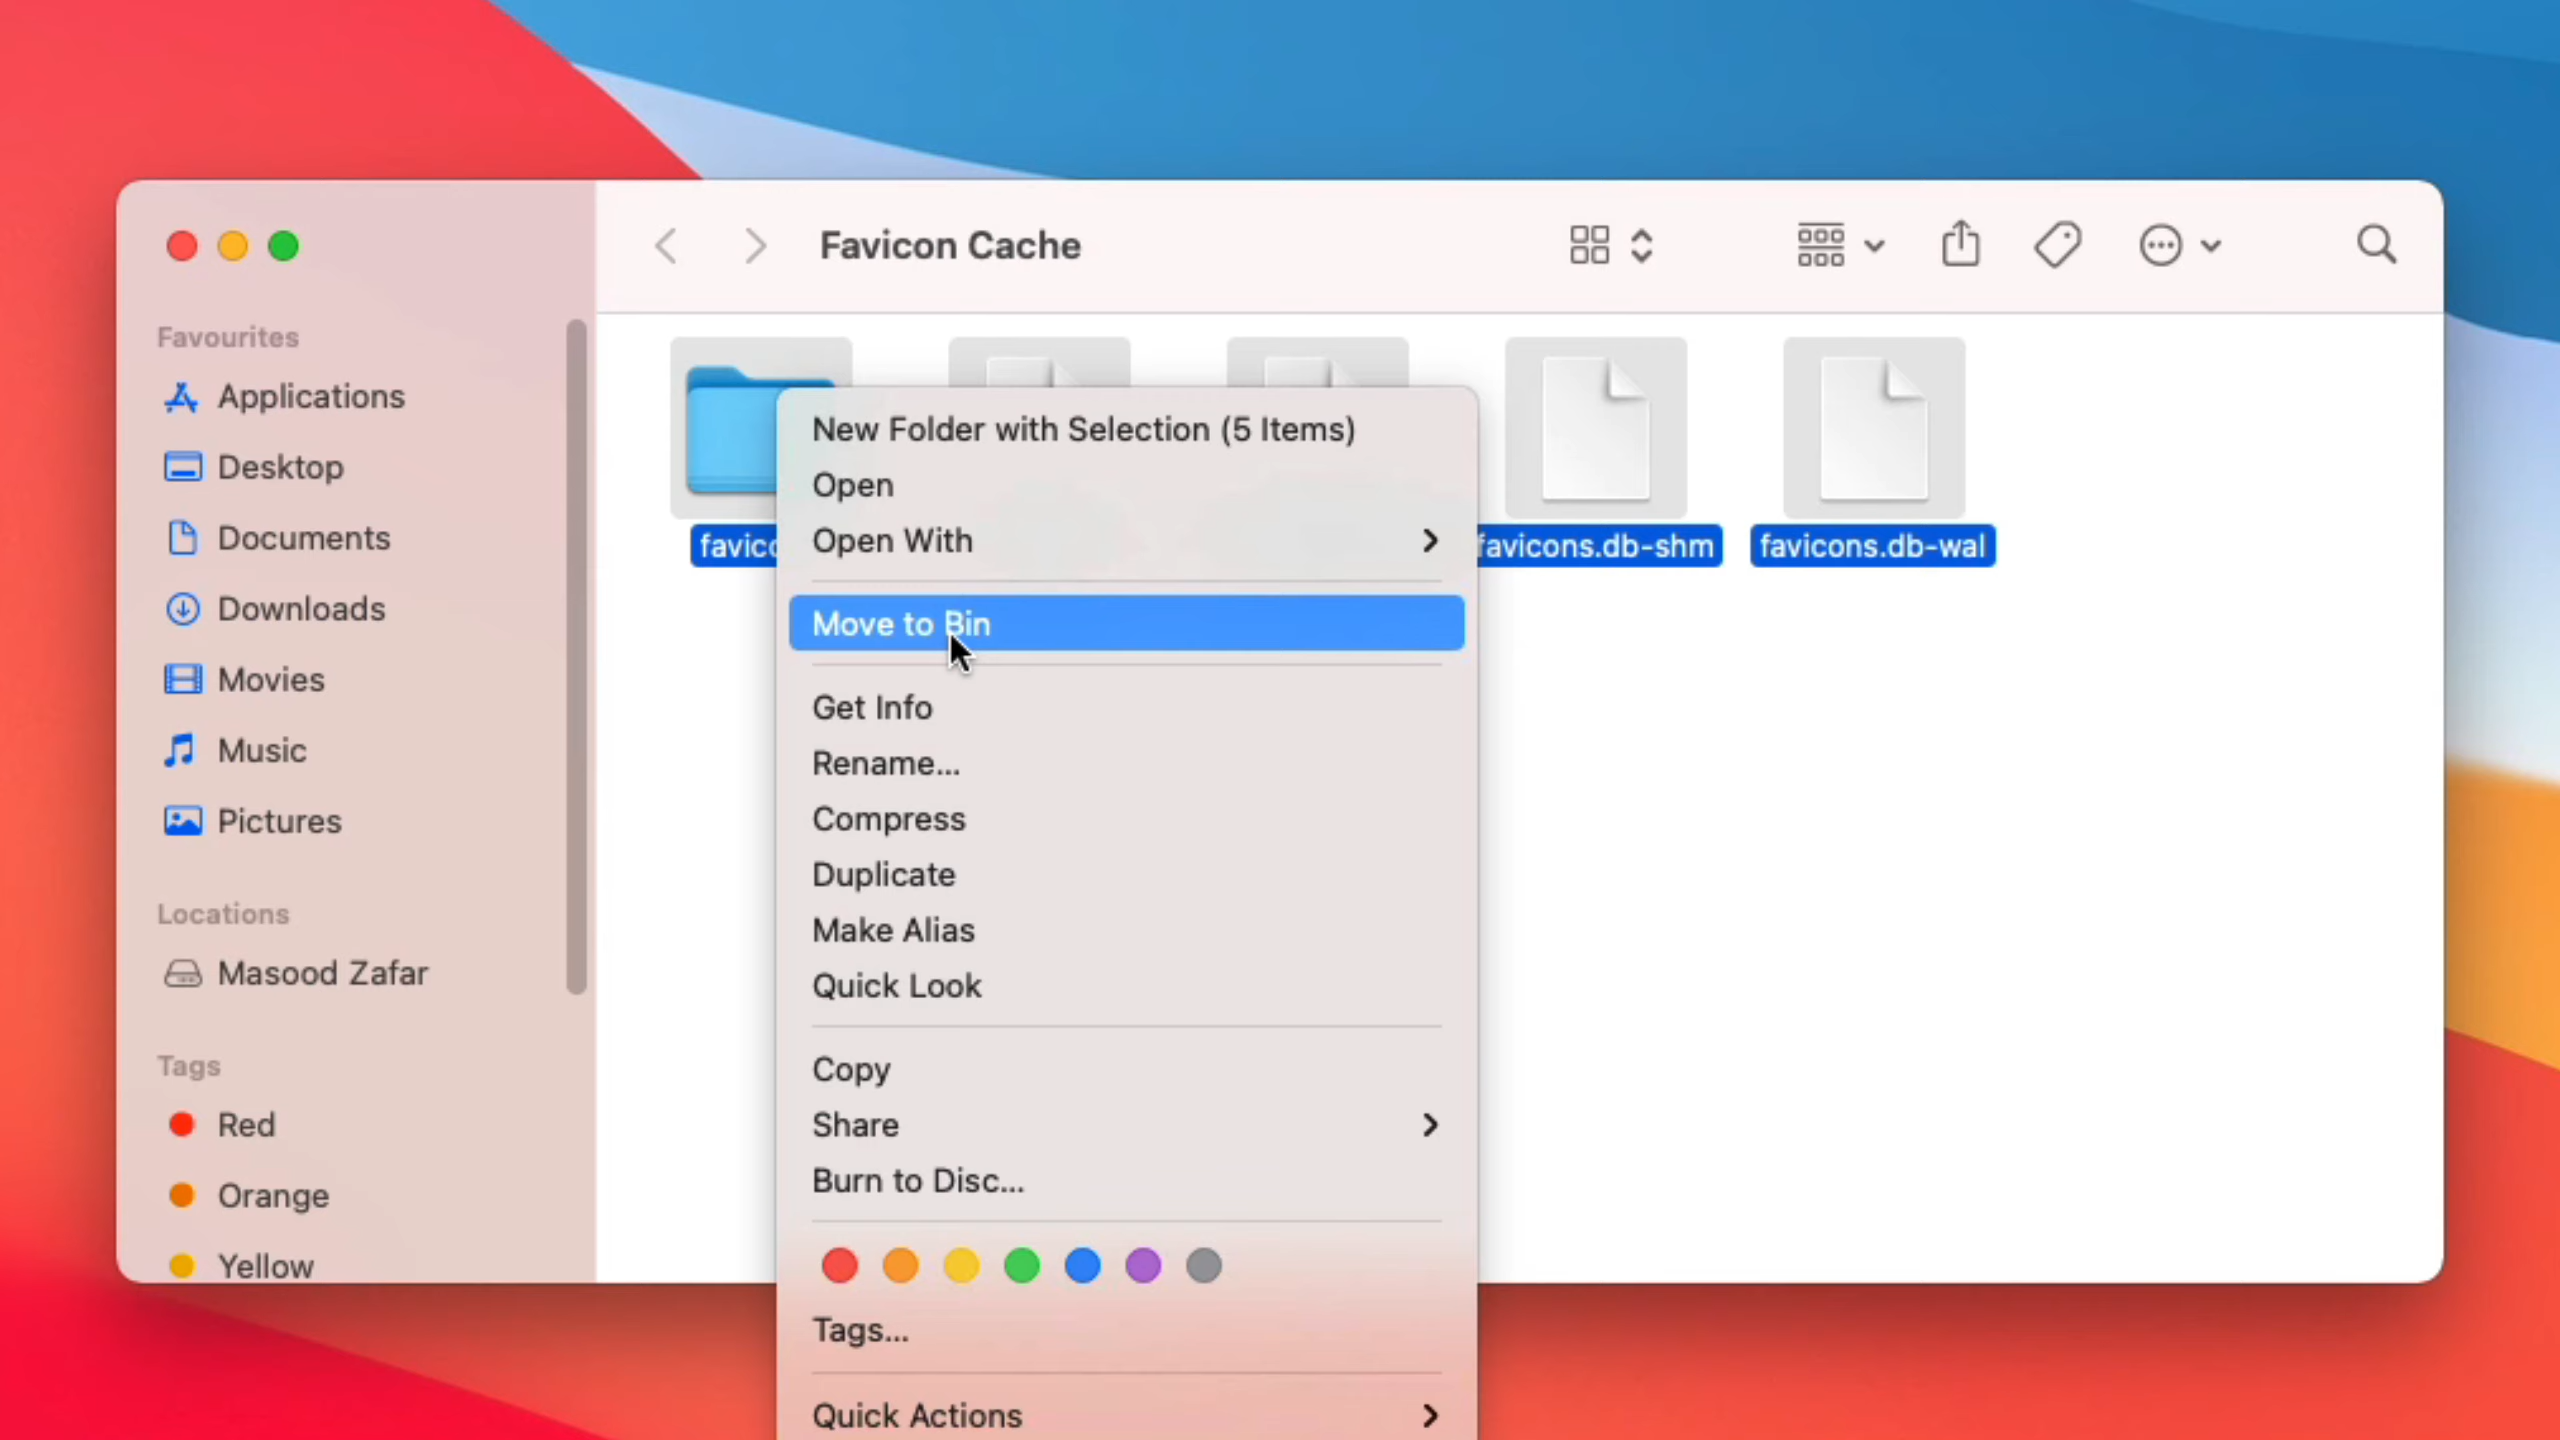 Favicon Cache
Favourites
Applications
Desktop
Documents
Downloads
Movies
Music
Pictures
Locations
Masood Zafar
Tags
Red
Orange
Yellow
favicons.db-shm
favicons.db-wal
New Folder with Selection (5 Items)
Open
Open With
Move to Bin
Get Info
Rename...
Compress
Duplicate
Make Alias
Quick Look
Copy
Share
Burn to Disc...
Tags...
Quick Actions